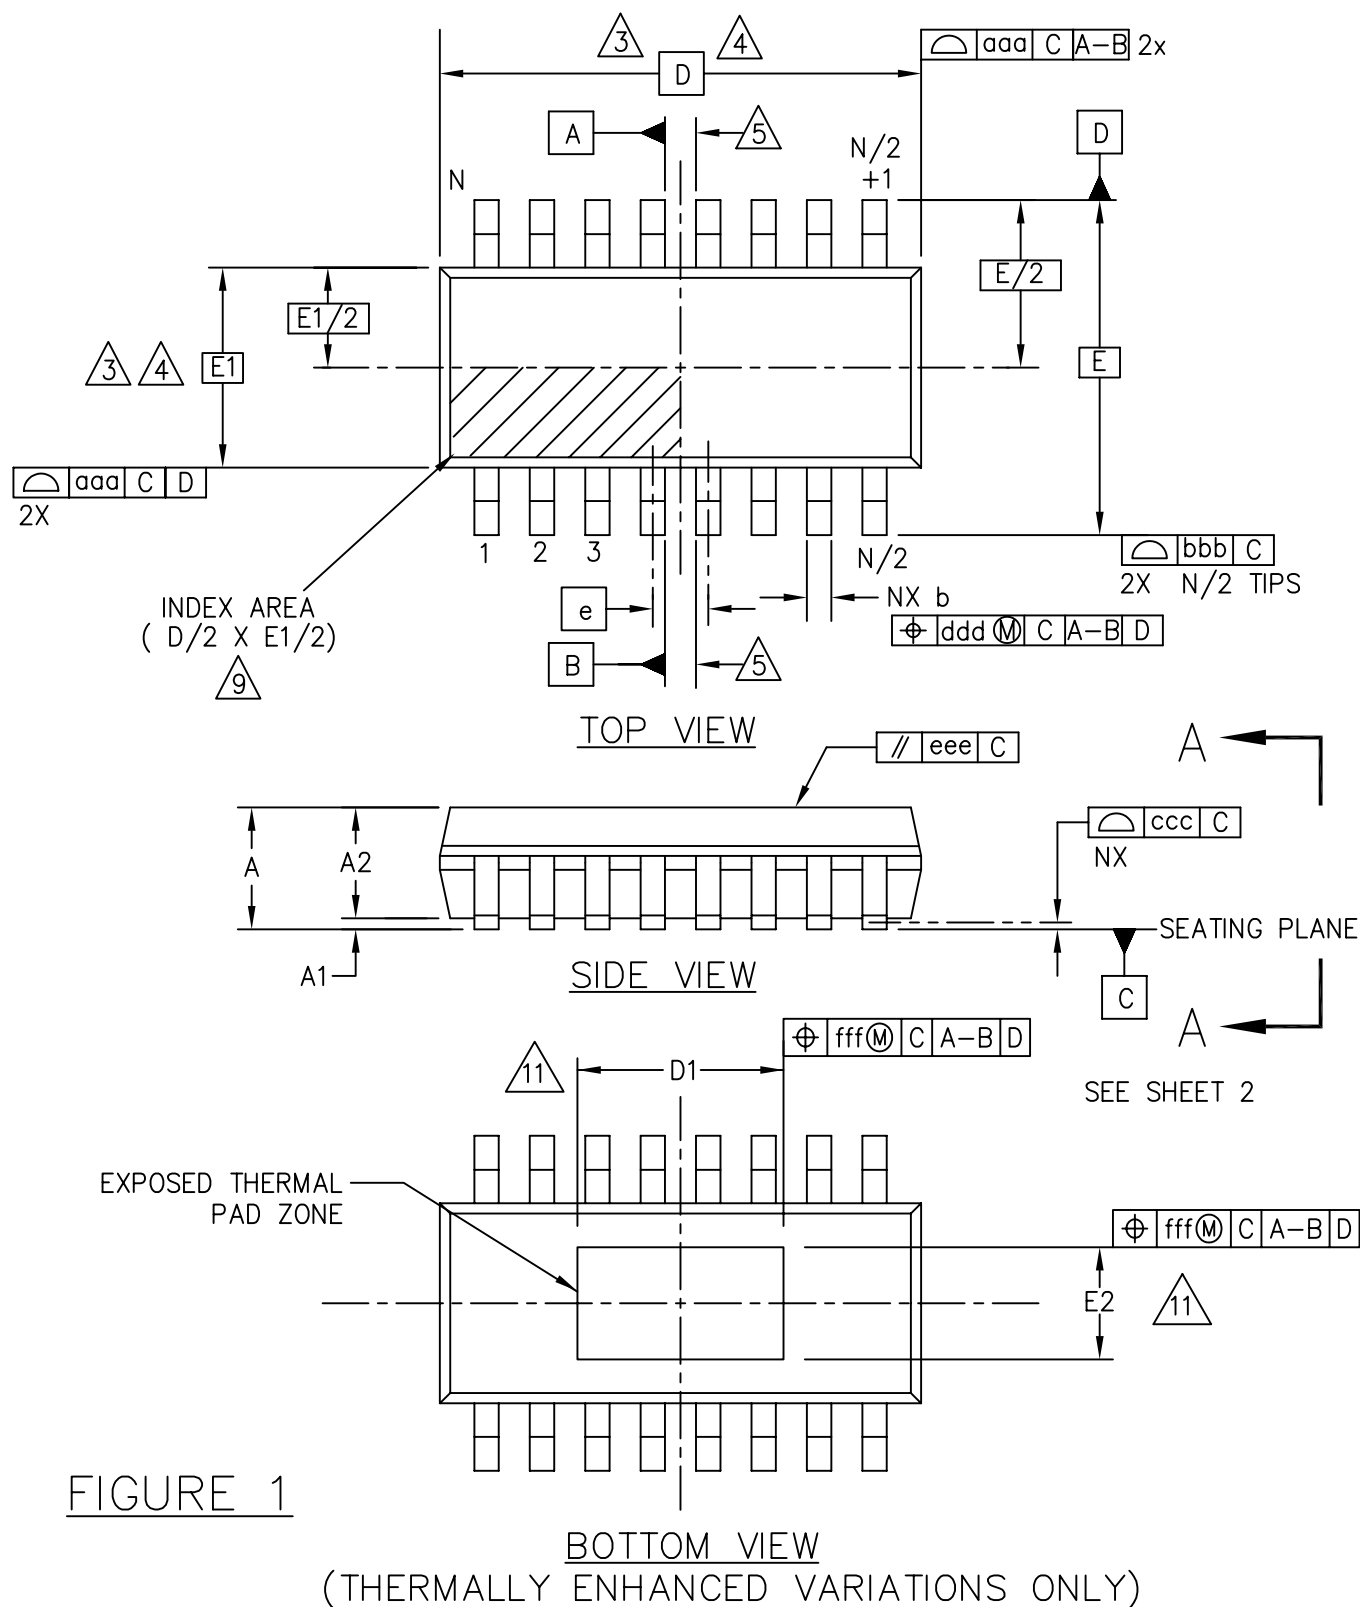 3 4
D
aaa C A-B 2x
A
5
D
N
N/2
+1
E1/2
E/2
3 4
E1
E
aaa C D
2X
1 2 3
N/2
bbb C
2X N/2 TIPS
INDEX AREA
( D/2 X E1/2)
9
e
NX b
ddd Ⓜ C A-B D
B
5
TOP VIEW
// eee C
A
ccc C
NX
A
A2
SEATING PLANE
A1
SIDE VIEW
C
A
fff Ⓜ C A-B D
11
D1
SEE SHEET 2
EXPOSED THERMAL
PAD ZONE
fff Ⓜ C A-B D
E2
11
FIGURE 1
BOTTOM VIEW
(THERMALLY ENHANCED VARIATIONS ONLY)